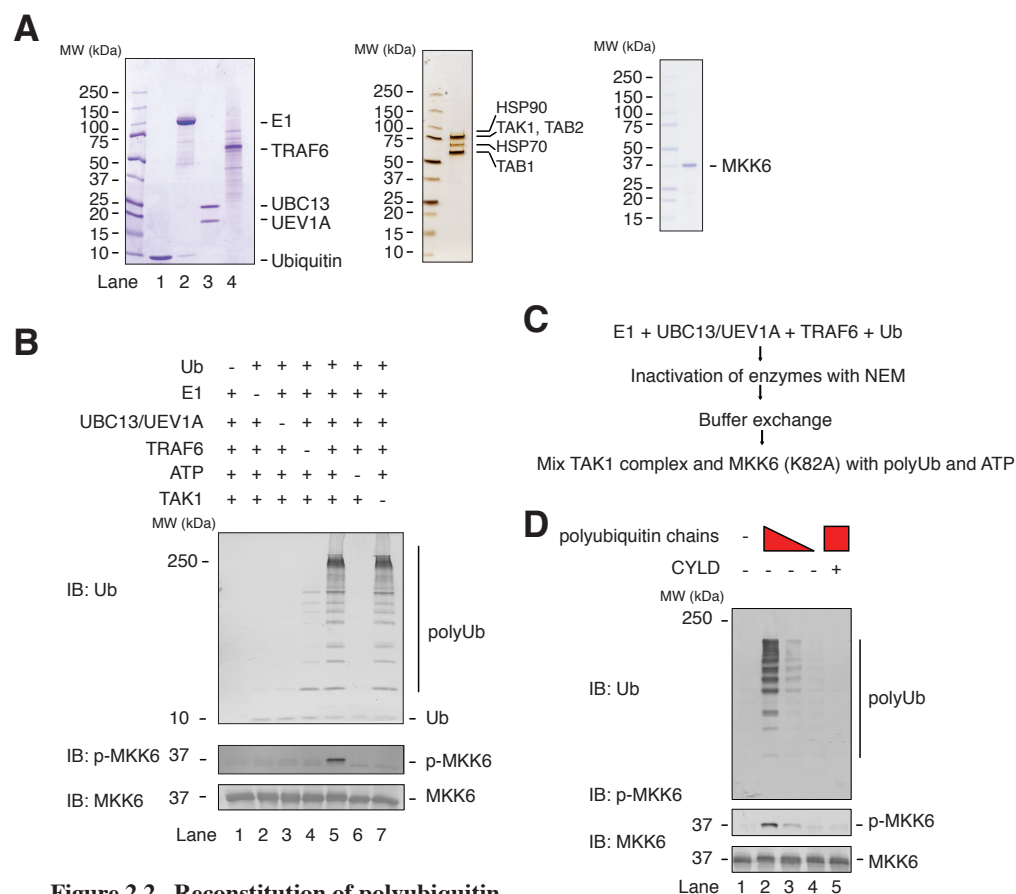 A
MW (kDa)
250
150
100
75
50
37
25
20
15
10
E1
TRAF6
UBC13
UEV1A
Ubiquitin
Lane 1 2 3 4
MW (kDa)
250
150
100
75
50
37
25
20
15
10
HSP90
TAK1, TAB2
HSP70
TAB1
MW (kDa)
250
150
100
75
50
37
25
20
15
MKK6
B
Ub - + + + + + +
E1 + - + + + + +
UBC13/UEV1A + + - + + + +
TRAF6 + + + - + + +
ATP + + + + + - +
TAK1 + + + + + + -
MW (kDa)
250
IB: Ub
polyUb
10
Ub
IB: p-MKK6 37 p-MKK6
IB: MKK6 37 MKK6
Lane 1 2 3 4 5 6 7
C
E1 + UBC13/UEV1A + TRAF6 + Ub
Inactivation of enzymes with NEM
Buffer exchange
Mix TAK1 complex and MKK6 (K82A) with polyUb and ATP
D
polyubiquitin chains -
CYLD - - - - +
MW (kDa)
250
IB: Ub
polyUb
IB: p-MKK6
37 p-MKK6
IB: MKK6
37 MKK6
Lane 1 2 3 4 5
Figure 2.2 Reconstitution of polyubiquitin